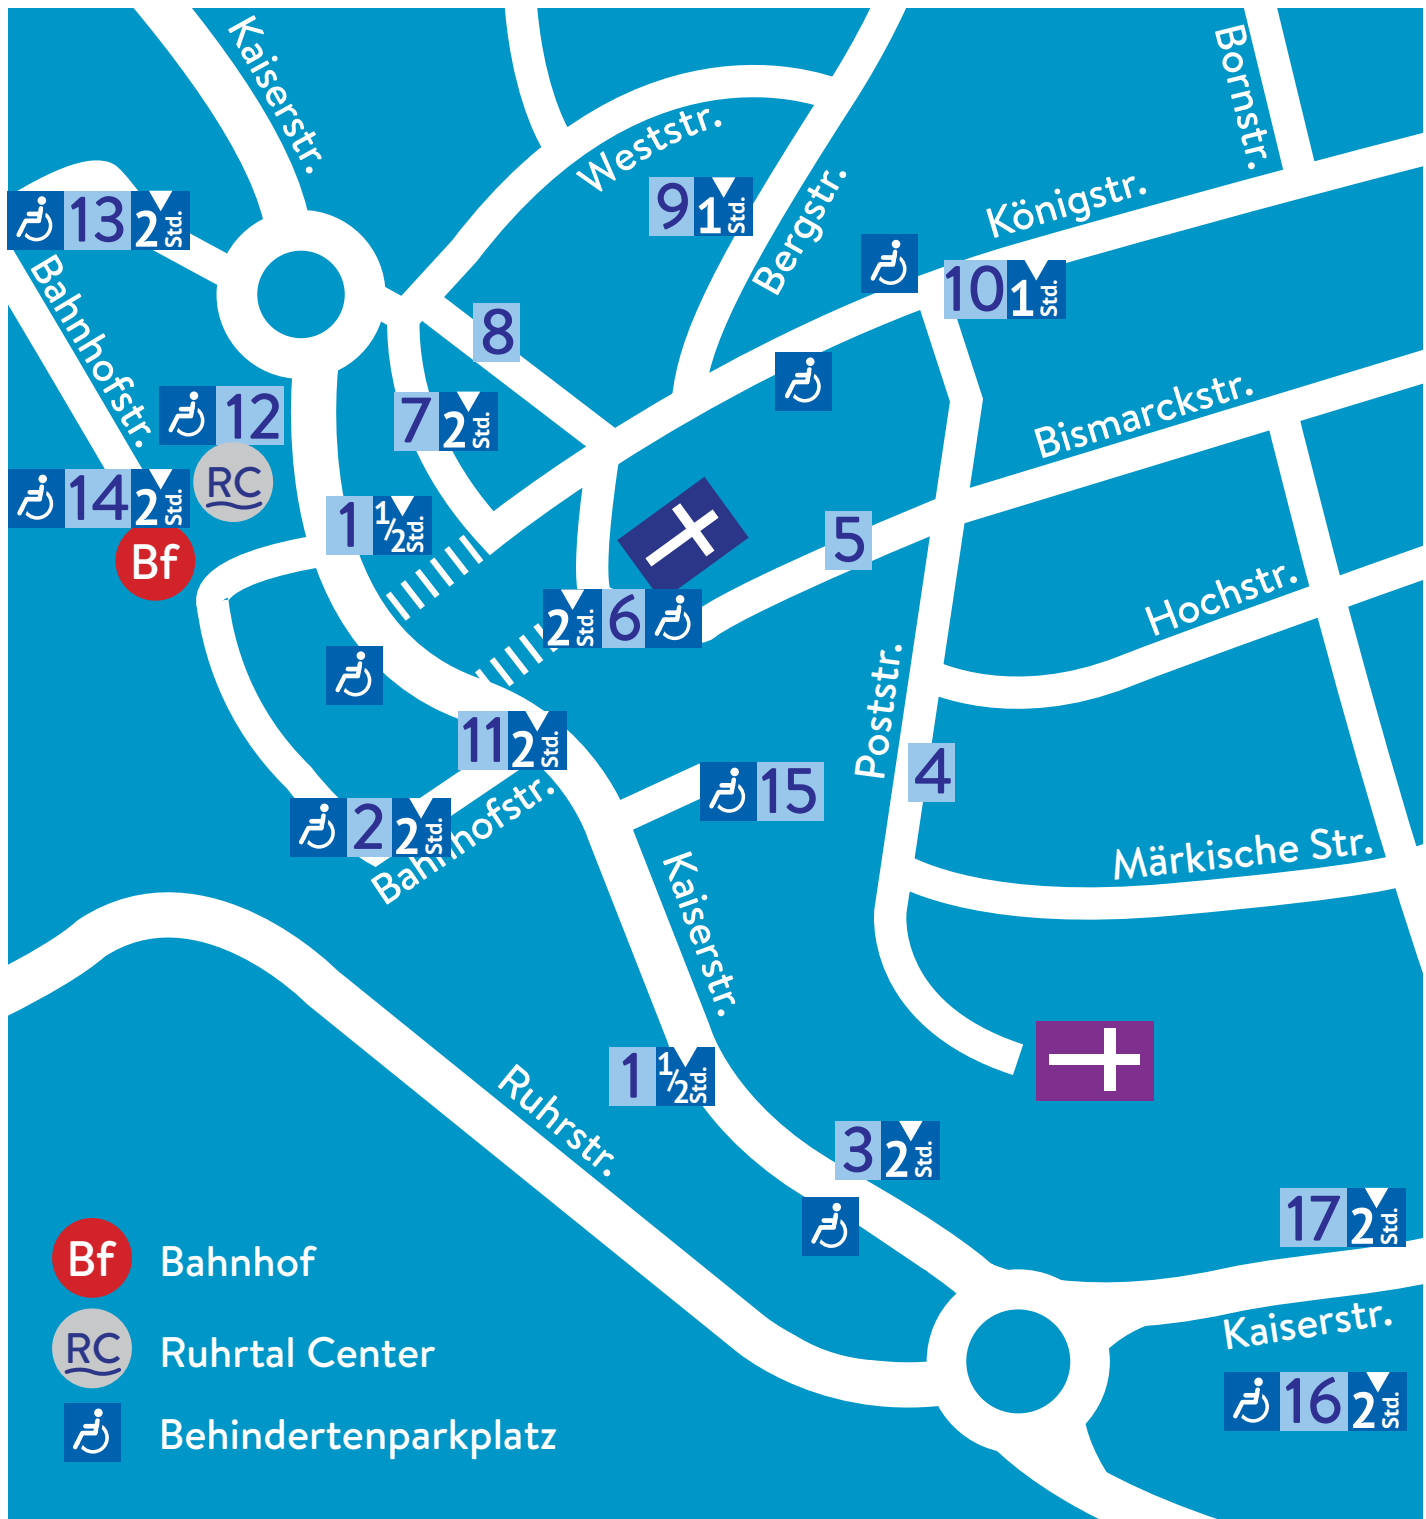 Kaiserstr.
Bornstr.
Weststr.
9 1 Std.
Bergstr.
Königstr.
13 2 Std.
Bahnhofstr.
10 1 Std.
8
12
7 2 Std.
Bismarckstr.
RC
14 2 Std.
1 1/2 Std.
5
Bf
Hochstr.
2 Std. 6
Poststr.
11 2 Std.
4
15
2 2 Std.
Bahnhofstr.
Märkische Str.
Kaiserstr.
1 1/2 Std.
Ruhrstr.
3 2 Std.
17 2 Std.
Kaiserstr.
16 2 Std.
Bf Bahnhof
RC Ruhrtal Center
Behindertenparkplatz